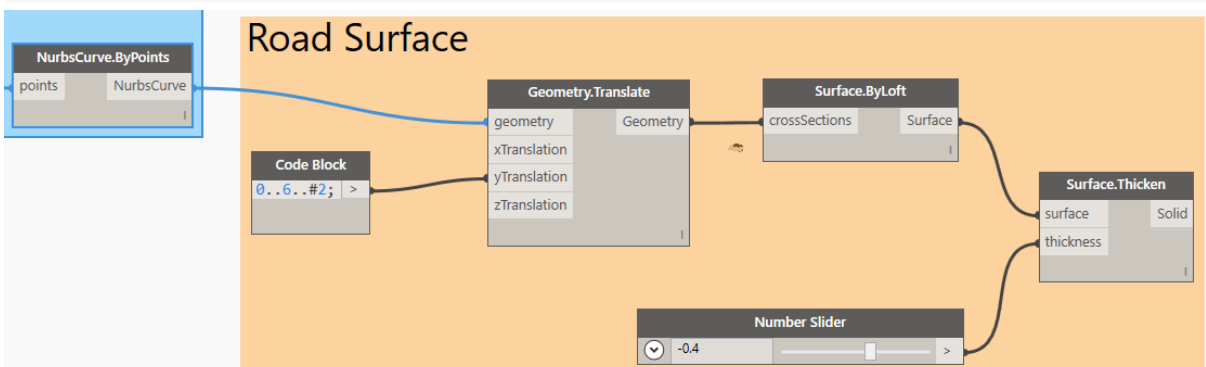 Road Surface
NurbsCurve.ByPoints
points NurbsCurve
Code Block
0..6..#2; >
Geometry.Translate
geometry Geometry
xTranslation
yTranslation
zTranslation
Surface.ByLoft
crossSections Surface
Surface.Thicken
surface Solid
thickness
Number Slider
-0.4 >